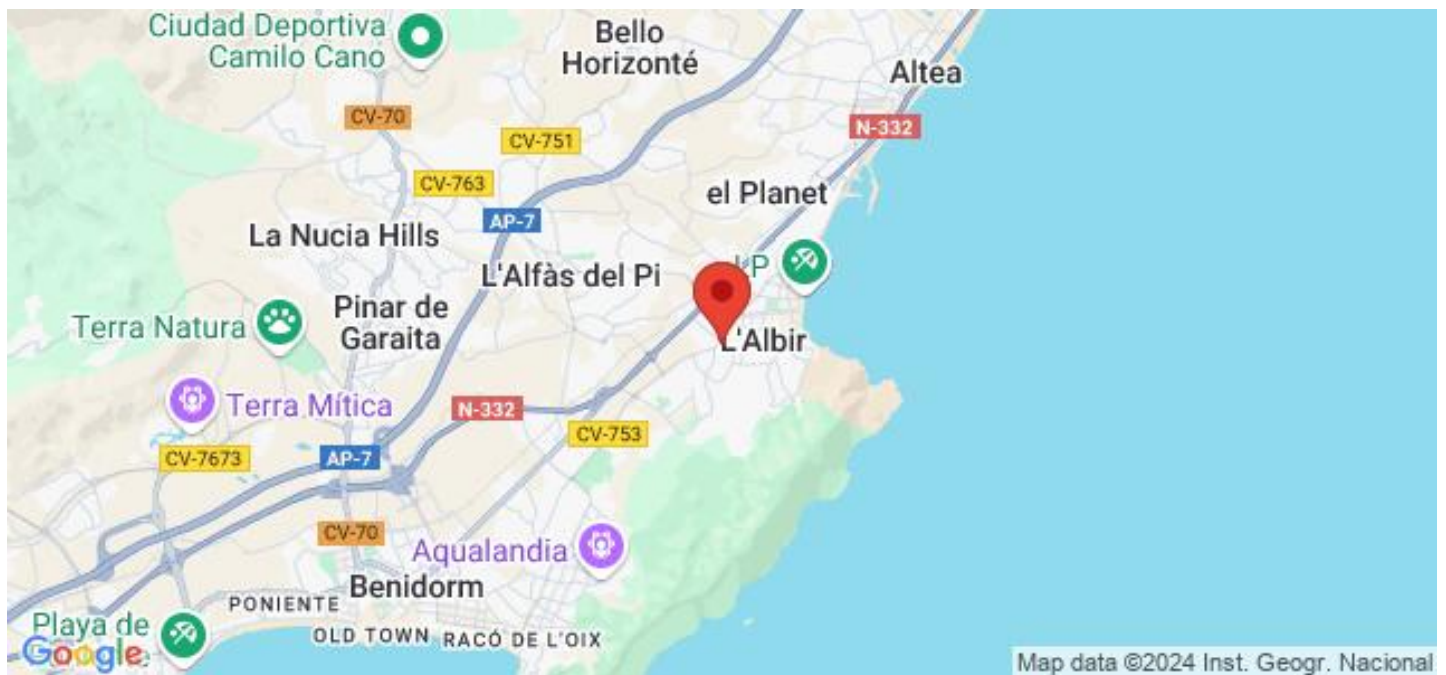 Ciudad Deportiva
Camilo Cano
Bello
Horizonté
Altea
CV-70
N-332
CV-751
CV-763
el Planet
AP-7
La Nucia Hills
L'Alfàs del Pi
Pinar de
Garaita
Terra Natura
L'Albir
Terra Mítica
N-332
CV-753
CV-7673
AP-7
CV-70
Aqualandia
Benidorm
PONIENTE
OLD TOWN
RACÓ DE L'OIX
Playa de
Google
Map data ©2024 Inst. Geogr. Nacional